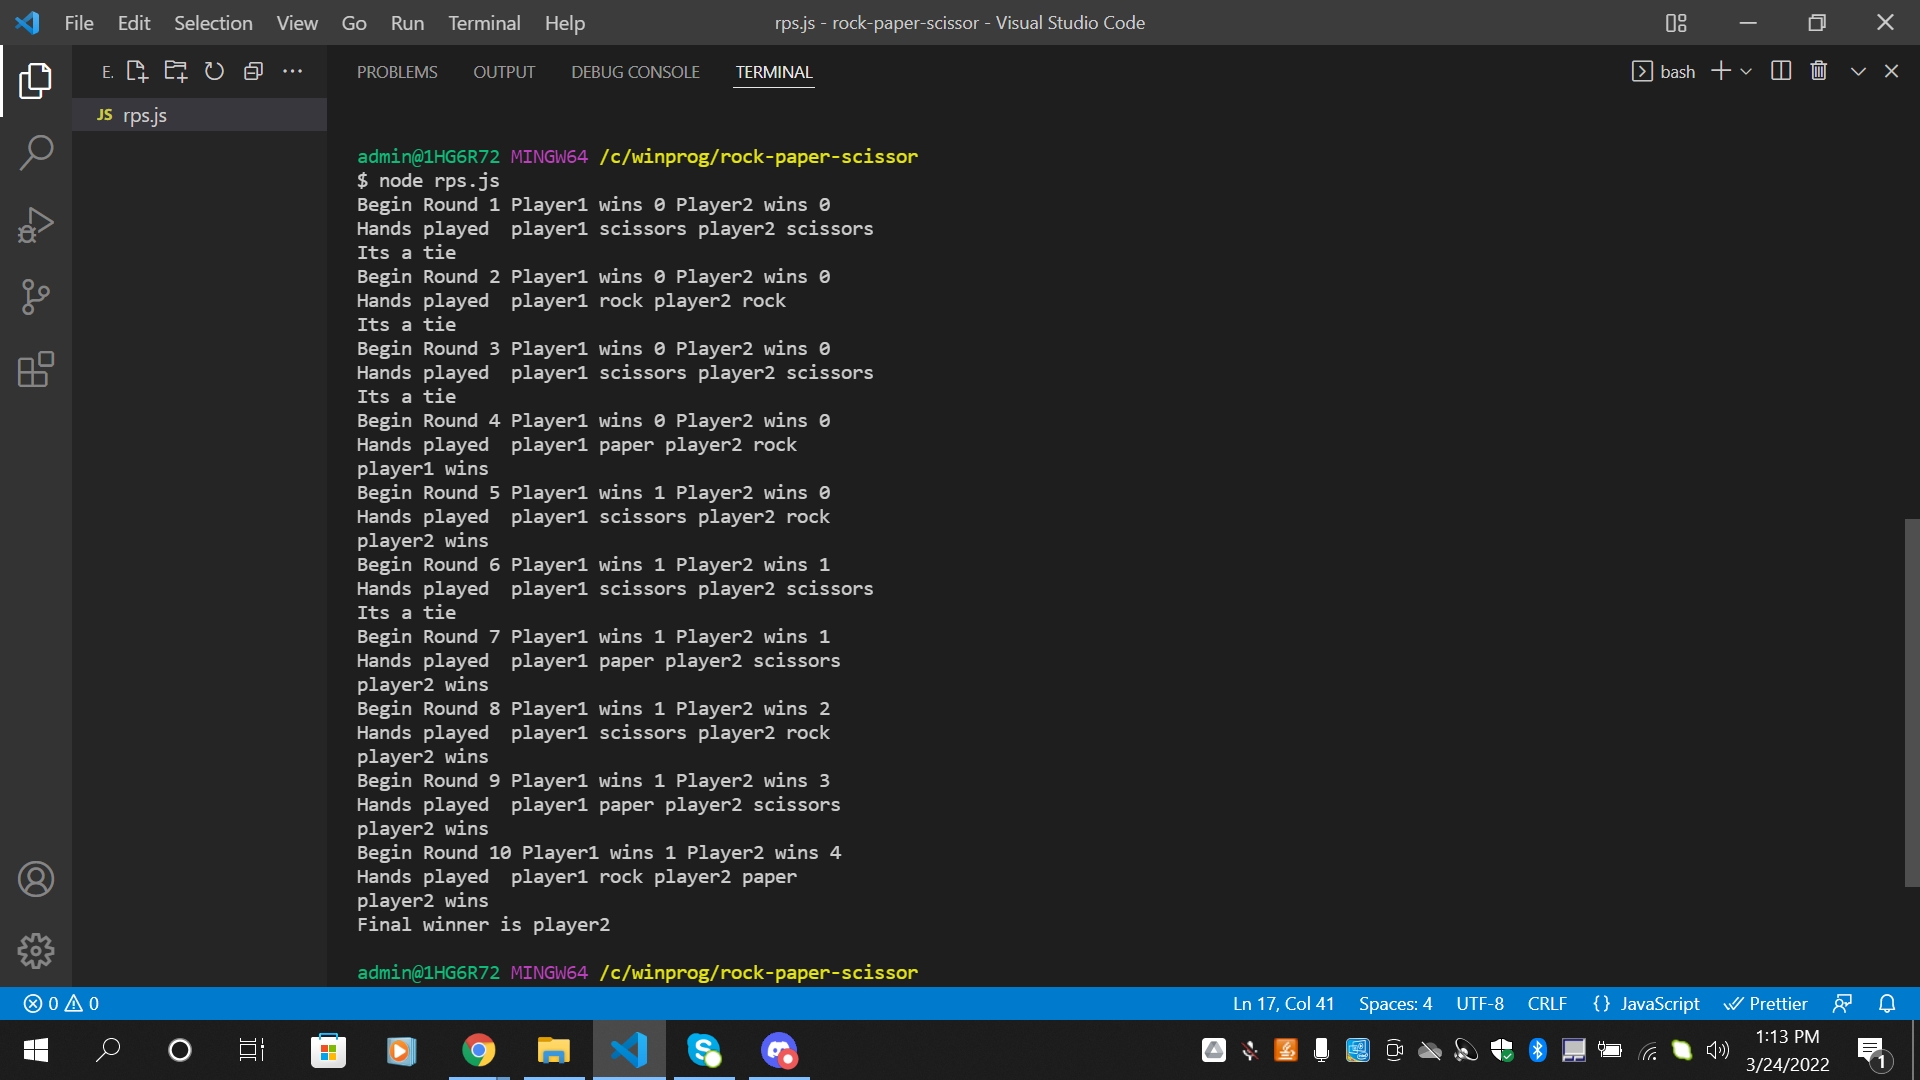 File Edit Selection View Go Run Terminal Help rps.js - rock-paper-scissor - Visual Studio Code
E. PROBLEMS OUTPUT DEBUG CONSOLE TERMINAL bash
JS rps.js
admin@1HG6R72 MINGW64 /c/winprog/rock-paper-scissor
$ node rps.js
Begin Round 1 Player1 wins 0 Player2 wins 0
Hands played  player1 scissors player2 scissors
Its a tie
Begin Round 2 Player1 wins 0 Player2 wins 0
Hands played  player1 rock player2 rock
Its a tie
Begin Round 3 Player1 wins 0 Player2 wins 0
Hands played  player1 scissors player2 scissors
Its a tie
Begin Round 4 Player1 wins 0 Player2 wins 0
Hands played  player1 paper player2 rock
player1 wins
Begin Round 5 Player1 wins 1 Player2 wins 0
Hands played  player1 scissors player2 rock
player2 wins
Begin Round 6 Player1 wins 1 Player2 wins 1
Hands played  player1 scissors player2 scissors
Its a tie
Begin Round 7 Player1 wins 1 Player2 wins 1
Hands played  player1 paper player2 scissors
player2 wins
Begin Round 8 Player1 wins 1 Player2 wins 2
Hands played  player1 scissors player2 rock
player2 wins
Begin Round 9 Player1 wins 1 Player2 wins 3
Hands played  player1 paper player2 scissors
player2 wins
Begin Round 10 Player1 wins 1 Player2 wins 4
Hands played  player1 rock player2 paper
player2 wins
Final winner is player2
admin@1HG6R72 MINGW64 /c/winprog/rock-paper-scissor
0 0 Ln 17, Col 41 Spaces: 4 UTF-8 CRLF {} JavaScript Prettier
1:13 PM
3/24/2022
1